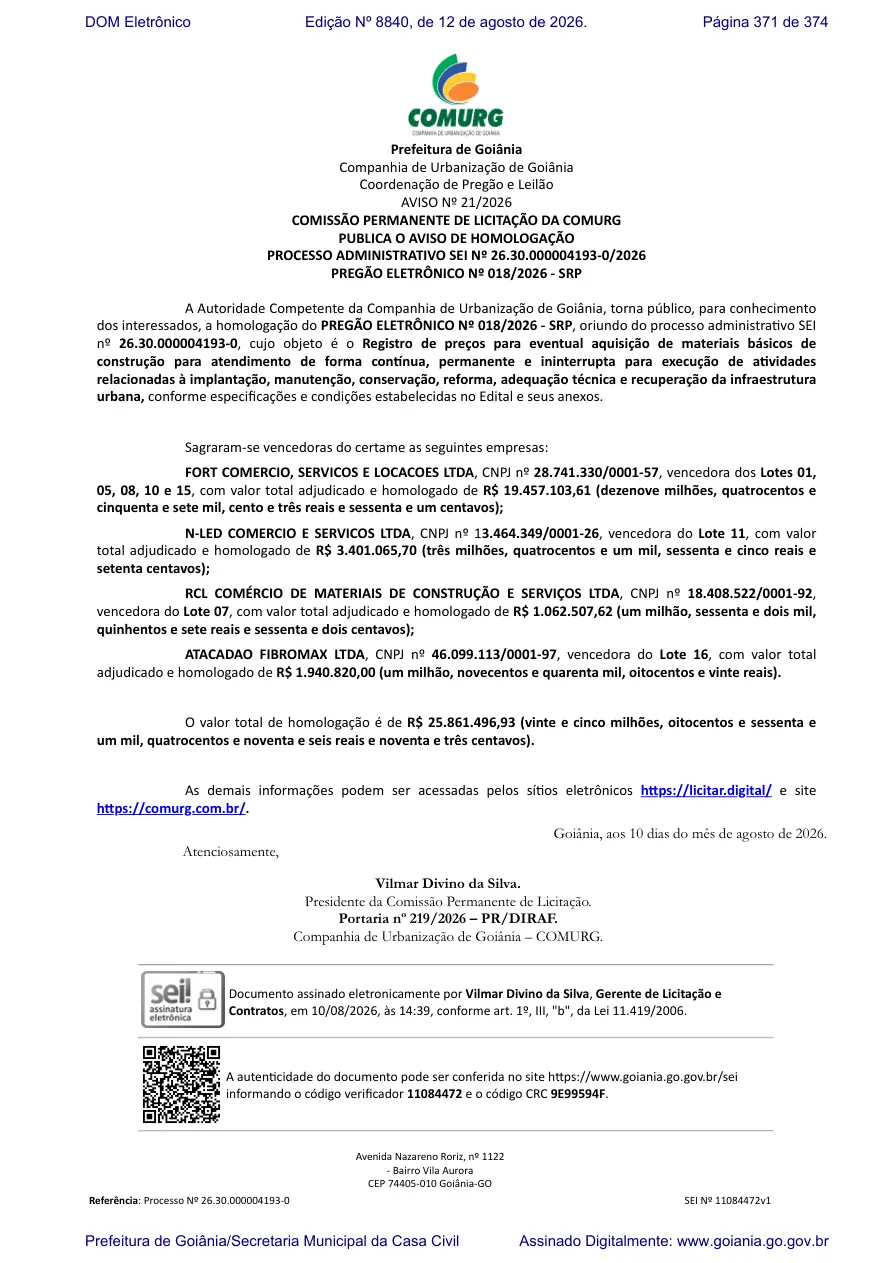 DOM Eletrônico Edição Nº 8840, de 12 de agosto de 2026. Página 371 de 374
COMURG
COMPANHIA DE URBANIZAÇÃO DE GOIÂNIA
Prefeitura de Goiânia
Companhia de Urbanização de Goiânia
Coordenação de Pregão e Leilão
AVISO Nº 21/2026
COMISSÃO PERMANENTE DE LICITAÇÃO DA COMURG
PUBLICA O AVISO DE HOMOLOGAÇÃO
PROCESSO ADMINISTRATIVO SEI Nº 26.30.000004193-0/2026
PREGÃO ELETRÔNICO Nº 018/2026 - SRP
A Autoridade Competente da Companhia de Urbanização de Goiânia, torna público, para conhecimento
dos interessados, a homologação do PREGÃO ELETRÔNICO Nº 018/2026 - SRP, oriundo do processo administrativo SEI
nº 26.30.000004193-0, cujo objeto é o Registro de preços para eventual aquisição de materiais básicos de
construção para atendimento de forma contínua, permanente e ininterrupta para execução de atividades
relacionadas à implantação, manutenção, conservação, reforma, adequação técnica e recuperação da infraestrutura
urbana, conforme especificações e condições estabelecidas no Edital e seus anexos.
Sagraram-se vencedoras do certame as seguintes empresas:
FORT COMERCIO, SERVICOS E LOCACOES LTDA, CNPJ nº 28.741.330/0001-57, vencedora dos Lotes 01,
05, 08, 10 e 15, com valor total adjudicado e homologado de R$ 19.457.103,61 (dezenove milhões, quatrocentos e
cinquenta e sete mil, cento e três reais e sessenta e um centavos);
N-LED COMERCIO E SERVICOS LTDA, CNPJ nº 13.464.349/0001-26, vencedora do Lote 11, com valor
total adjudicado e homologado de R$ 3.401.065,70 (três milhões, quatrocentos e um mil, sessenta e cinco reais e
setenta centavos);
RCL COMÉRCIO DE MATERIAIS DE CONSTRUÇÃO E SERVIÇOS LTDA, CNPJ nº 18.408.522/0001-92,
vencedora do Lote 07, com valor total adjudicado e homologado de R$ 1.062.507,62 (um milhão, sessenta e dois mil,
quinhentos e sete reais e sessenta e dois centavos);
ATACADAO FIBROMAX LTDA, CNPJ nº 46.099.113/0001-97, vencedora do Lote 16, com valor total
adjudicado e homologado de R$ 1.940.820,00 (um milhão, novecentos e quarenta mil, oitocentos e vinte reais).
O valor total de homologação é de R$ 25.861.496,93 (vinte e cinco milhões, oitocentos e sessenta e
um mil, quatrocentos e noventa e seis reais e noventa e três centavos).
As demais informações podem ser acessadas pelos sítios eletrônicos https://licitar.digital/ e site
https://comurg.com.br/.
Goiânia, aos 10 dias do mês de agosto de 2026.
Atenciosamente,
Vilmar Divino da Silva.
Presidente da Comissão Permanente de Licitação.
Portaria nº 219/2026 – PR/DIRAF.
Companhia de Urbanização de Goiânia – COMURG.
sei!
assinatura
eletrônica
Documento assinado eletronicamente por Vilmar Divino da Silva, Gerente de Licitação e
Contratos, em 10/08/2026, às 14:39, conforme art. 1º, III, "b", da Lei 11.419/2006.
A autenticidade do documento pode ser conferida no site https://www.goiania.go.gov.br/sei
informando o código verificador 11084472 e o código CRC 9E99594F.
Avenida Nazareno Roriz, nº 1122
- Bairro Vila Aurora
CEP 74405-010 Goiânia-GO
Referência: Processo Nº 26.30.000004193-0 SEI Nº 11084472v1
Prefeitura de Goiânia/Secretaria Municipal da Casa Civil Assinado Digitalmente: www.goiania.go.gov.br